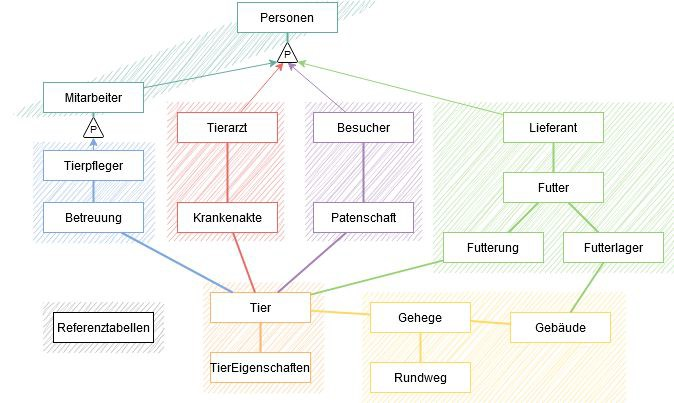 Personen
P
Mitarbeiter
P
Tierarzt
Besucher
Lieferant
Tierpfleger
Futter
Betreuung
Krankenakte
Patenschaft
Futterung
Futterlager
Tier
Gehege
Gebäude
Referenztabellen
TierEigenschaften
Rundweg